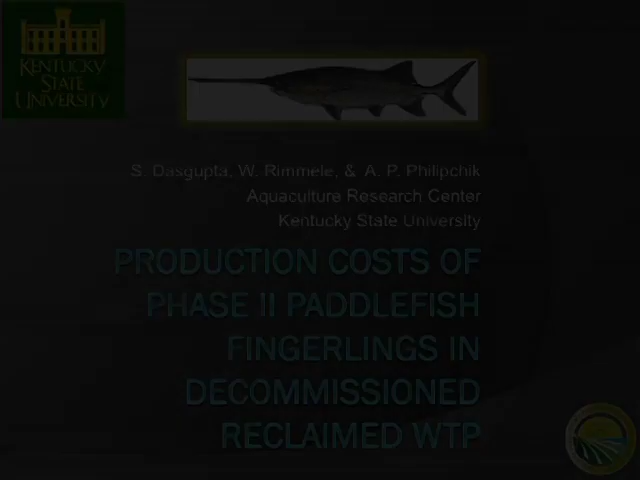 KENTUCKY
STATE
UNIVERSITY
S. Dasgupta, W. Rimmele, & A. P. Philipchik
Aquaculture Research Center
Kentucky State University
PRODUCTION COSTS OF
PHASE II PADDLEFISH
FINGERLINGS IN
DECOMMISSIONED
RECLAIMED WTP